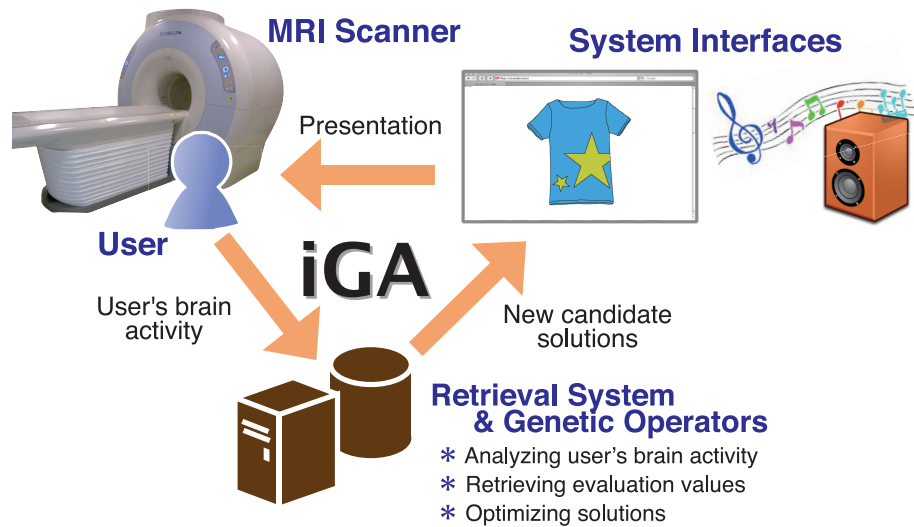 MRI Scanner
System Interfaces
Presentation
User
iGA
User's brain
activity
New candidate
solutions
Retrieval System
& Genetic Operators
* Analyzing user's brain activity
* Retrieving evaluation values
* Optimizing solutions